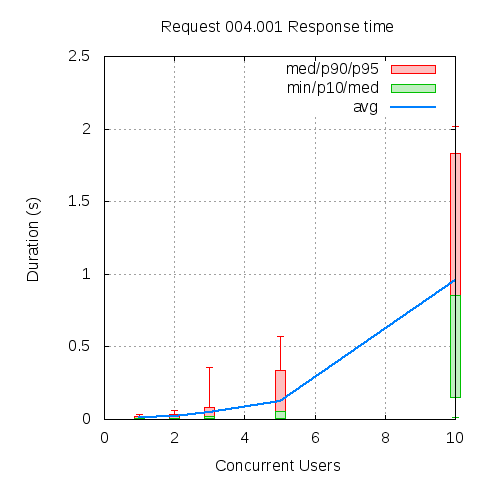 Request 004.001 Response time
med/p90/p95
min/p10/med
avg
Duration (s)
2.5
2
1.5
1
0.5
0
0 2 4 6 8 10
Concurrent Users